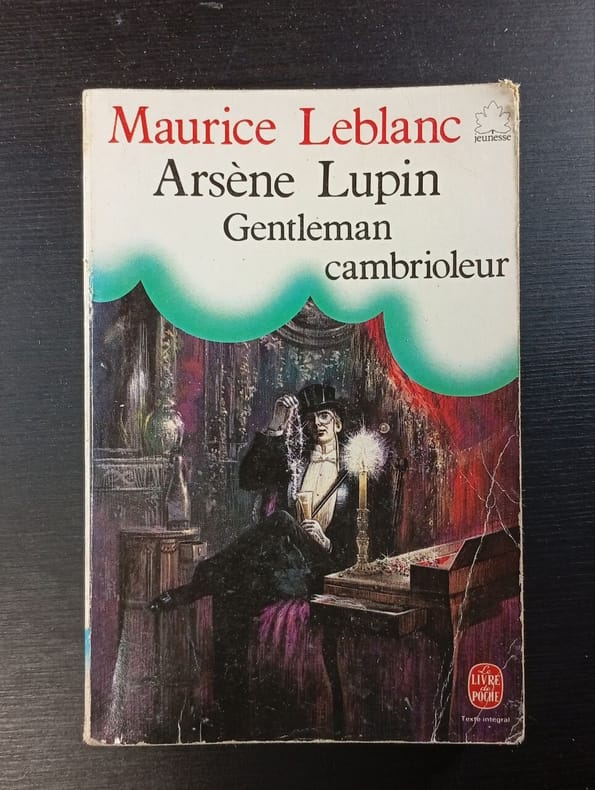 Maurice Leblanc
jeunesse
Arsène Lupin
Gentleman
cambrioleur
Le
LIVRE
de
POCHE
Texte intégral